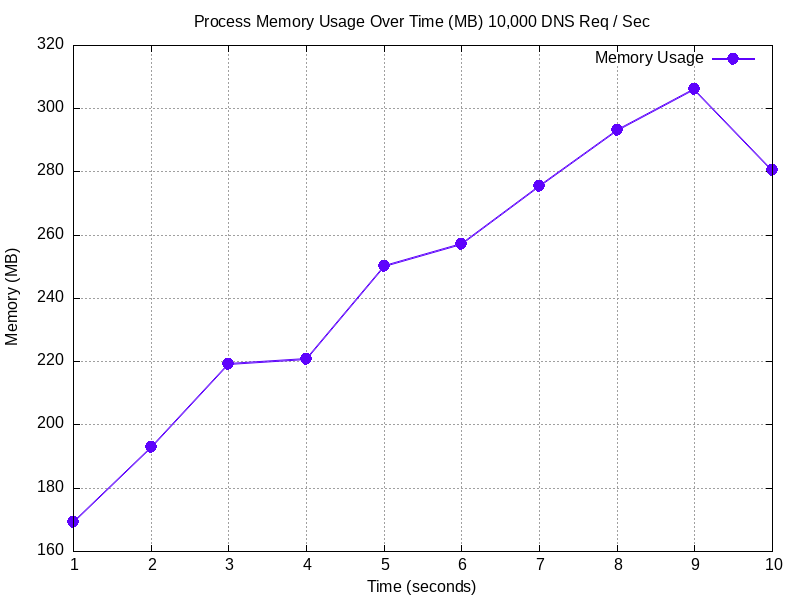 Process Memory Usage Over Time (MB) 10,000 DNS Req / Sec
Memory Usage
320
300
280
260
240
220
200
180
160
Memory (MB)
1 2 3 4 5 6 7 8 9 10
Time (seconds)